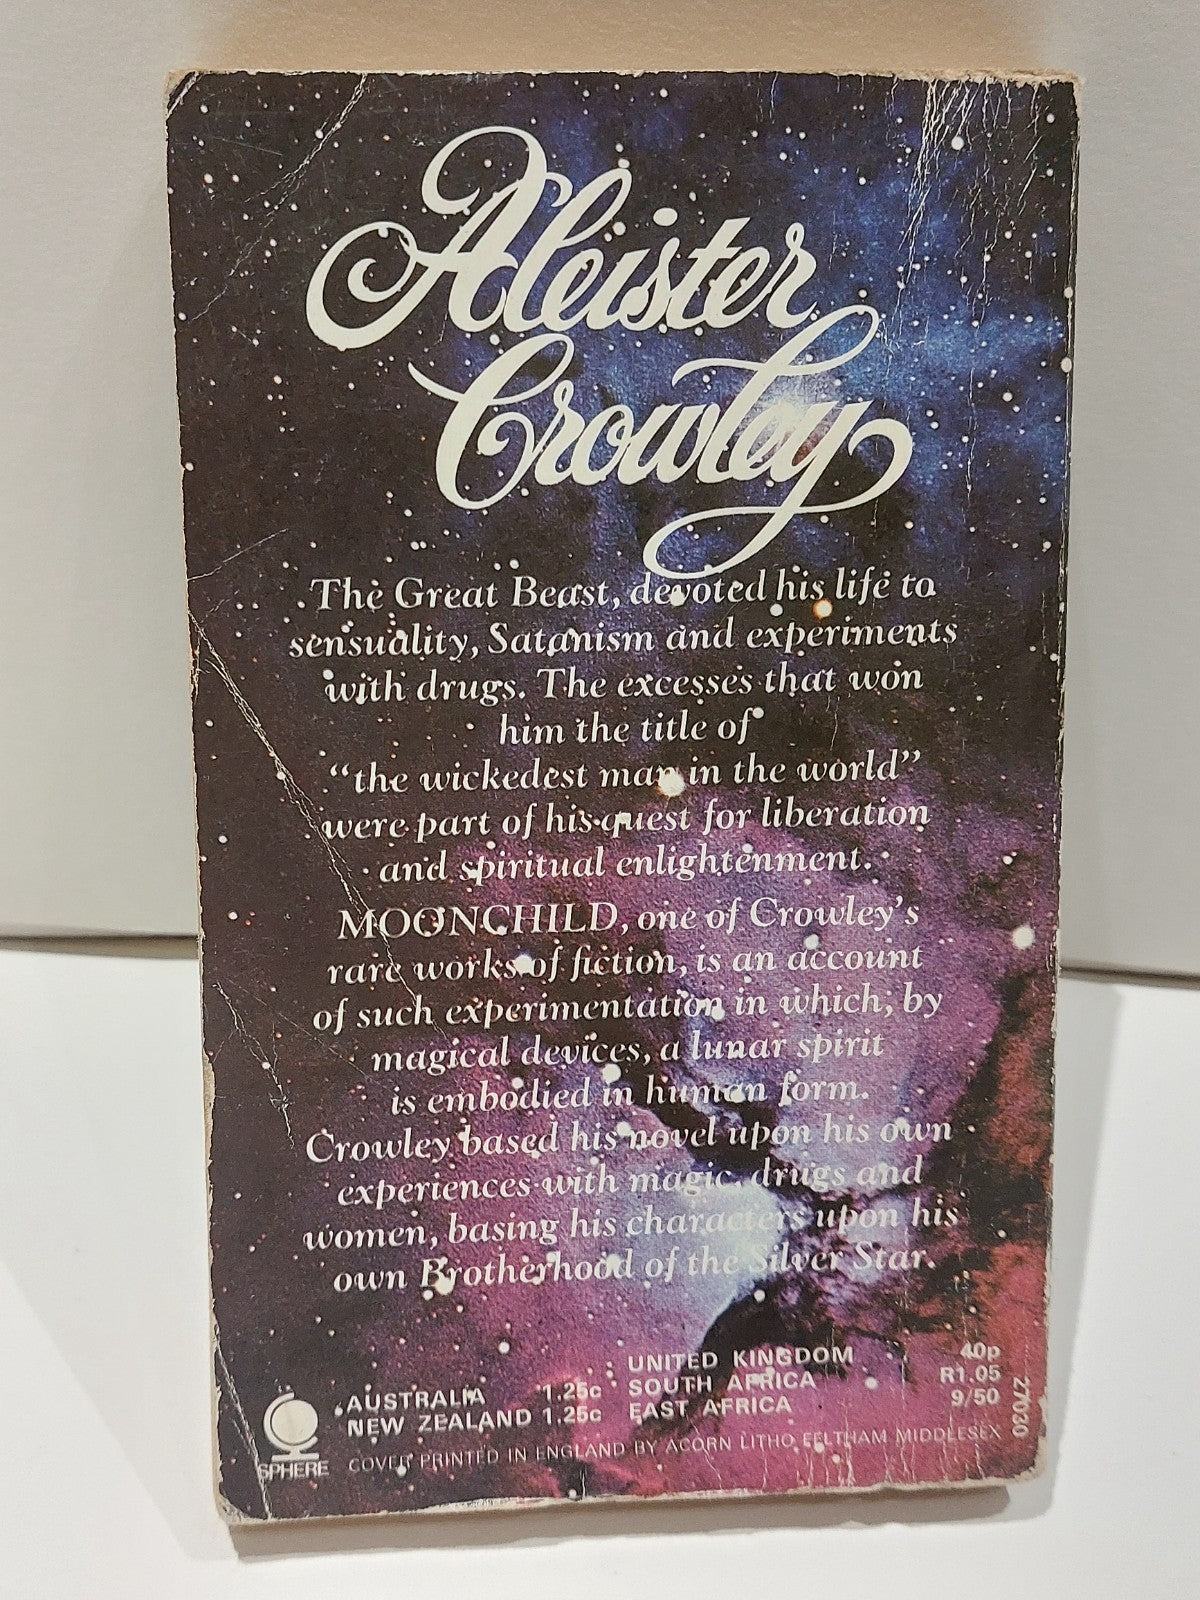 Aleister
Crowley
The Great Beast, devoted his life to
sensuality, Satanism and experiments
with drugs. The excesses that won
him the title of
“the wickedest man in the world”
were part of his quest for liberation
and spiritual enlightenment.
MOONCHILD, one of Crowley's
rare works of fiction, is an account
of such experimentation in which, by
magical devices, a lunar spirit
is embodied in human form.
Crowley based his novel upon his own
experiences with magic, drugs and
women, basing his characters upon his
own Brotherhood of the Silver Star.
UNITED KINGDOM 40p
AUSTRALIA 1.25c SOUTH AFRICA R1.05
NEW ZEALAND 1.25c EAST AFRICA 9/50
27030
SPHERE
COVER PRINTED IN ENGLAND BY ACORN LITHO FELTHAM MIDDLESEX